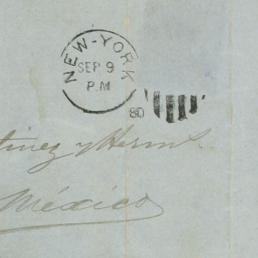 NEW-YORK
SEP 9
P.M
80
tinez y Herm.
México